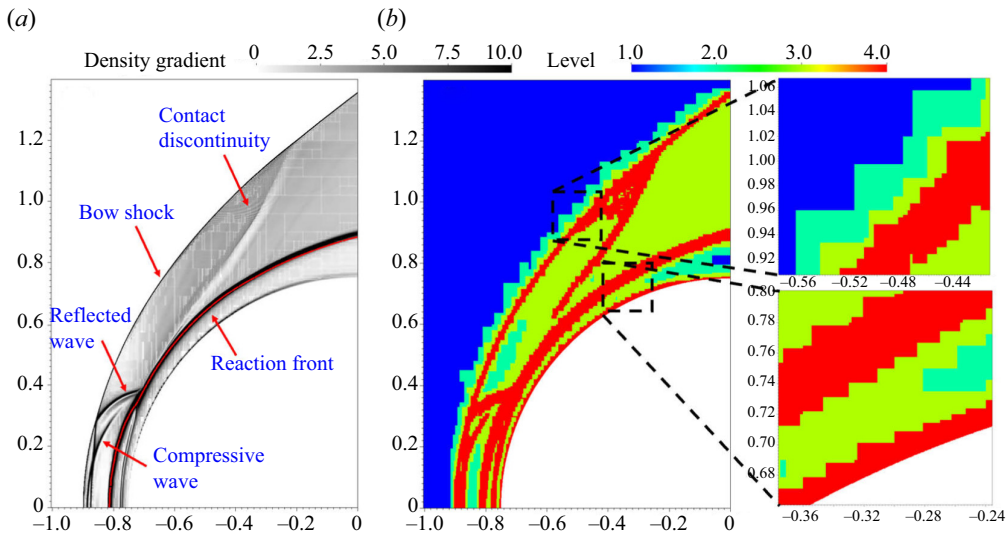 (a)
(b)
Density gradient 0 2.5 5.0 7.5 10.0
Level 1.0 2.0 3.0 4.0
Contact
discontinuity
Bow shock
Reflected
wave
Reaction front
Compressive
wave
1.2
1.0
0.8
0.6
0.4
0.2
0
−1.0 −0.8 −0.6 −0.4 −0.2 0
1.2
1.0
0.8
0.6
0.4
0.2
0
−1.0 −0.8 −0.6 −0.4 −0.2 0
1.06
1.04
1.02
1.00
0.98
0.96
0.94
0.92
−0.56 −0.52 −0.48 −0.44
0.80
0.78
0.76
0.74
0.72
0.70
0.68
−0.36 −0.32 −0.28 −0.24